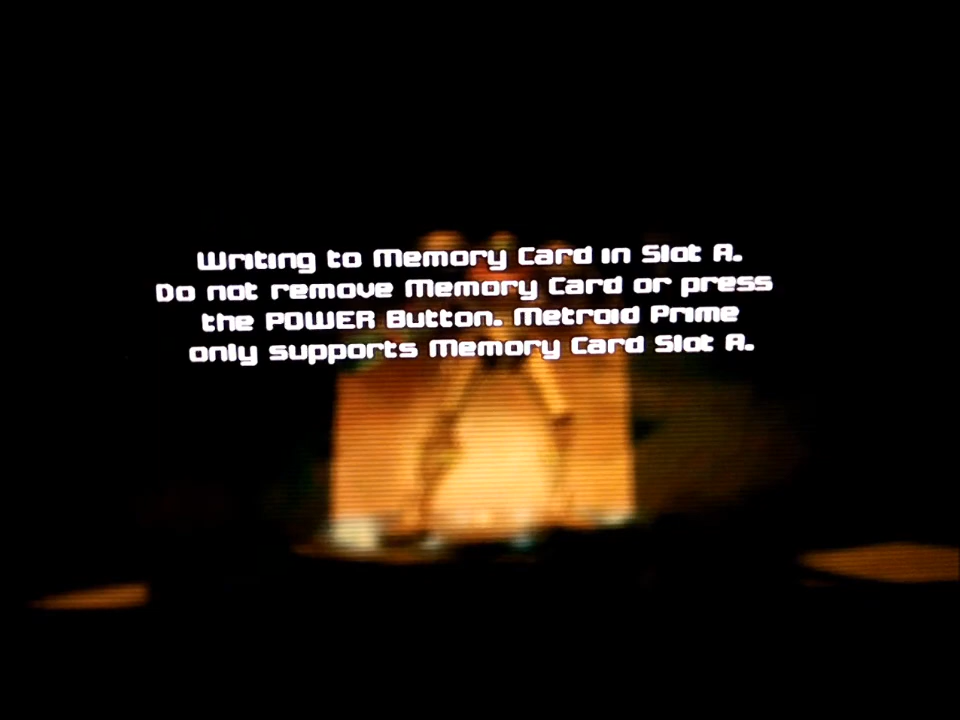 Writing to Memory Card in Slot A.
Do not remove Memory Card or press
the POWER Button. Metroid Prime
only supports Memory Card Slot A.